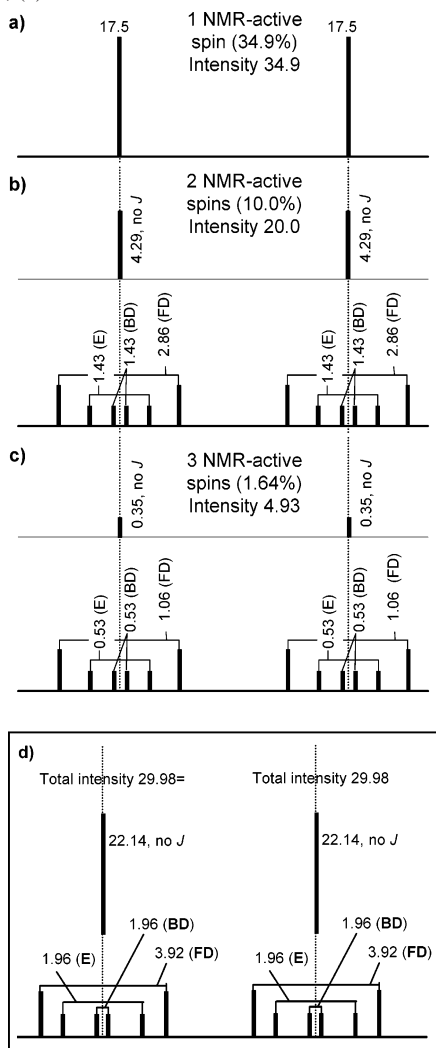 a)
1 NMR-active
spin (34.9%)
Intensity 34.9
17.5
17.5
b)
2 NMR-active
spins (10.0%)
Intensity 20.0
4.29, no J
4.29, no J
1.43 (E)
1.43 (BD)
2.86 (FD)
1.43 (E)
1.43 (BD)
2.86 (FD)
c)
3 NMR-active
spins (1.64%)
Intensity 4.93
0.35, no J
0.35, no J
0.53 (E)
0.53 (BD)
1.06 (FD)
0.53 (E)
0.53 (BD)
1.06 (FD)
d)
Total intensity 29.98=
Total intensity 29.98
22.14, no J
22.14, no J
1.96 (BD)
1.96 (E)
3.92 (FD)
1.96 (BD)
1.96 (E)
3.92 (FD)